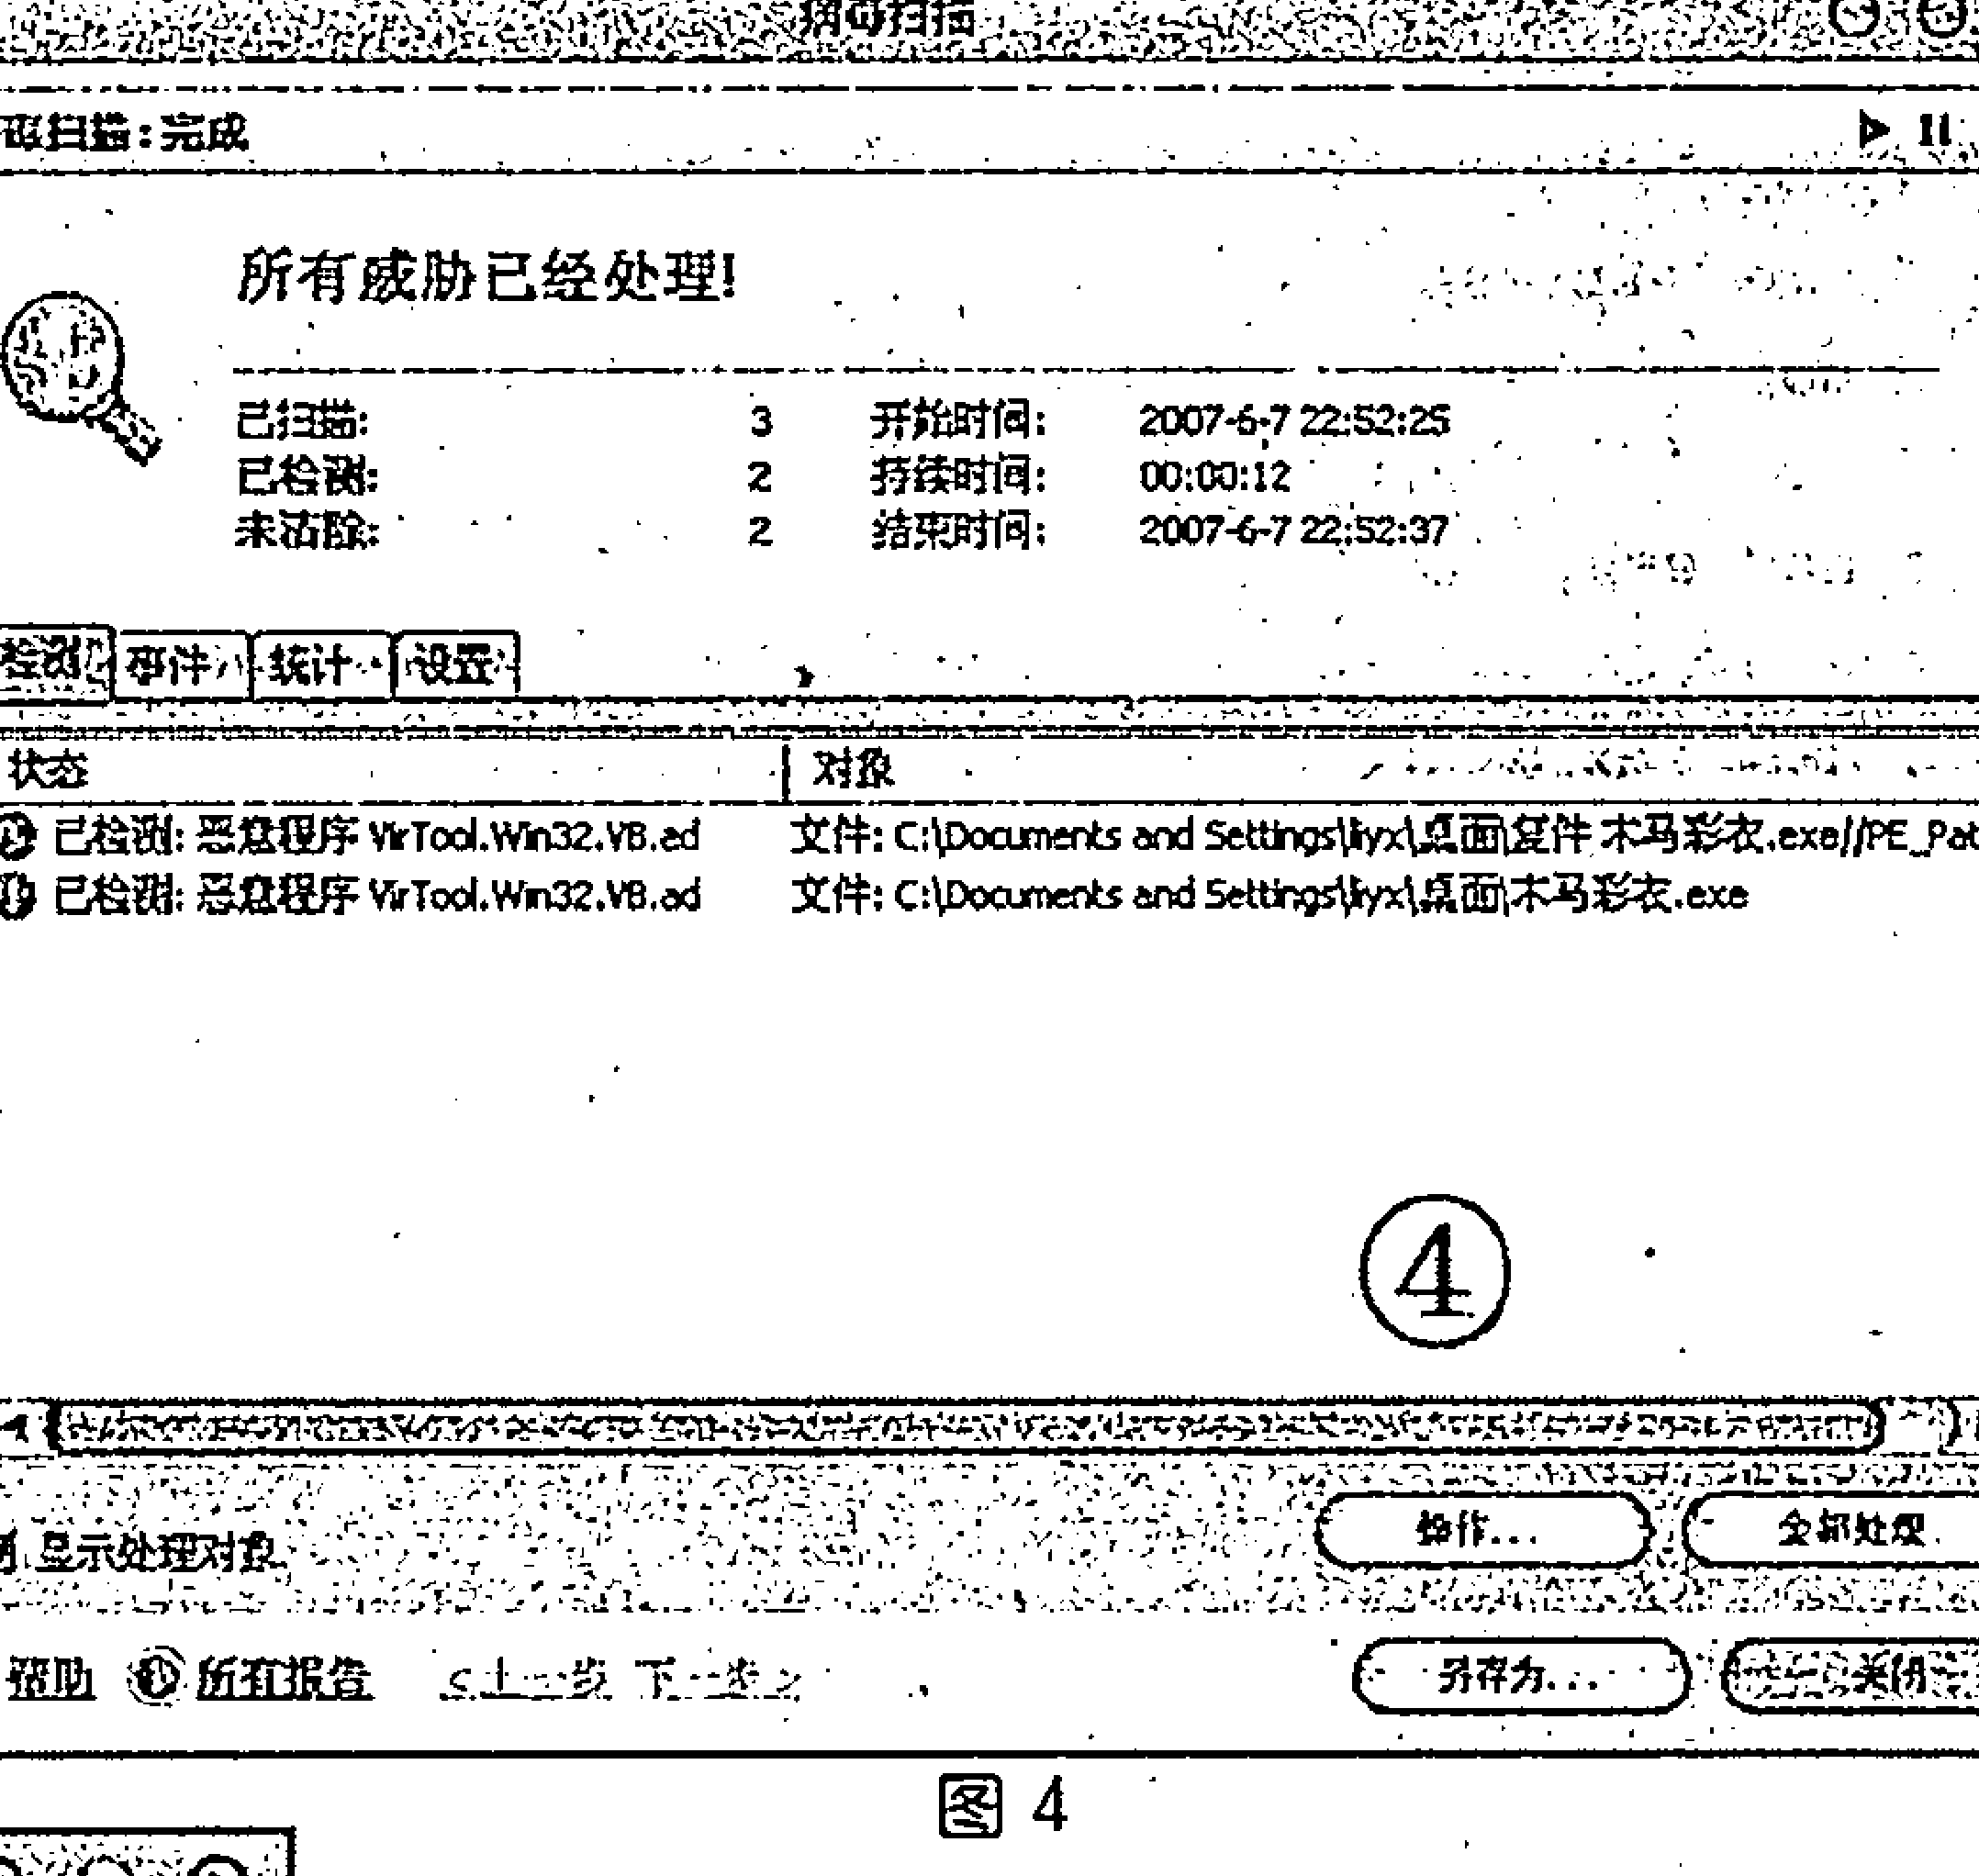 病毒扫描
扫描:完成
所有威胁已经处理!
已扫描: 3 开始时间: 2007-6-7 22:52:25
已检测: 2 持续时间: 00:00:12
未清除: 2 结束时间: 2007-6-7 22:52:37
检测 事件 统计 设置
状态 对象
已检测: 恶意程序 VirTool.Win32.VB.ad 文件: C:\Documents and Settings\liyx\桌面\复件 木马彩衣.exe//PE_Pat
已检测: 恶意程序 VirTool.Win32.VB.ad 文件: C:\Documents and Settings\liyx\桌面\木马彩衣.exe
④
显示处理对象 操作... 全部处理
帮助 所有报告 <上一步 下一步> 另存为... 关闭
图 4